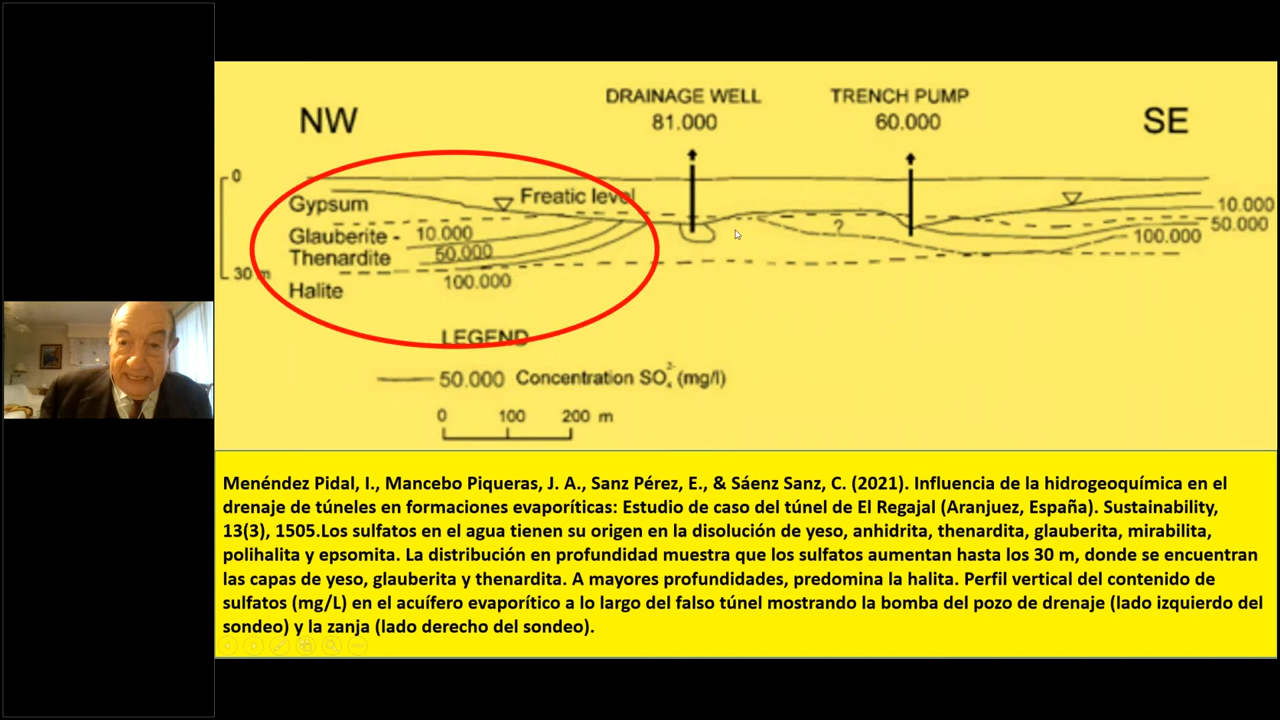 DRAINAGE WELL
81.000
TRENCH PUMP
60.000
NW
SE
0
Gypsum
Freatic level
10.000
Glauberite - 10.000
50.000
100.000
Thenardite
50.000
?
30 m
Halite
100.000
LEGEND
50.000 Concentration SO₄²⁻ (mg/l)
0 100 200 m
Menéndez Pidal, I., Mancebo Piqueras, J. A., Sanz Pérez, E., & Sáenz Sanz, C. (2021). Influencia de la hidrogeoquímica en el
drenaje de túneles en formaciones evaporíticas: Estudio de caso del túnel de El Regajal (Aranjuez, España). Sustainability,
13(3), 1505.Los sulfatos en el agua tienen su origen en la disolución de yeso, anhidrita, thenardita, glauberita, mirabilita,
polihalita y epsomita. La distribución en profundidad muestra que los sulfatos aumentan hasta los 30 m, donde se encuentran
las capas de yeso, glauberita y thenardita. A mayores profundidades, predomina la halita. Perfil vertical del contenido de
sulfatos (mg/L) en el acuífero evaporítico a lo largo del falso túnel mostrando la bomba del pozo de drenaje (lado izquierdo del
sondeo) y la zanja (lado derecho del sondeo).